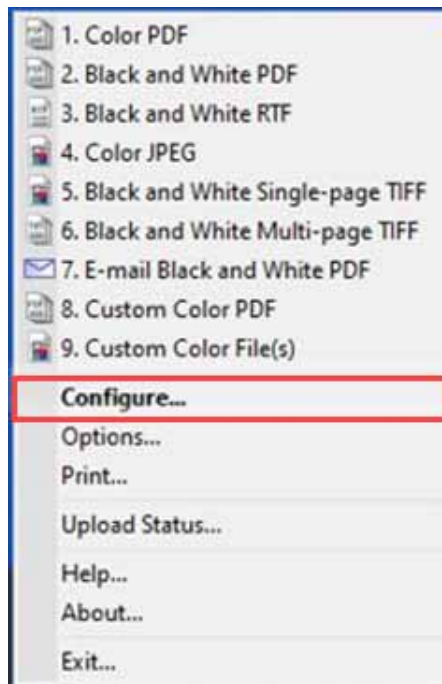 1. Color PDF
2. Black and White PDF
3. Black and White RTF
4. Color JPEG
5. Black and White Single-page TIFF
6. Black and White Multi-page TIFF
7. E-mail Black and White PDF
8. Custom Color PDF
9. Custom Color File(s)
Configure...
Options...
Print...
Upload Status...
Help...
About...
Exit...